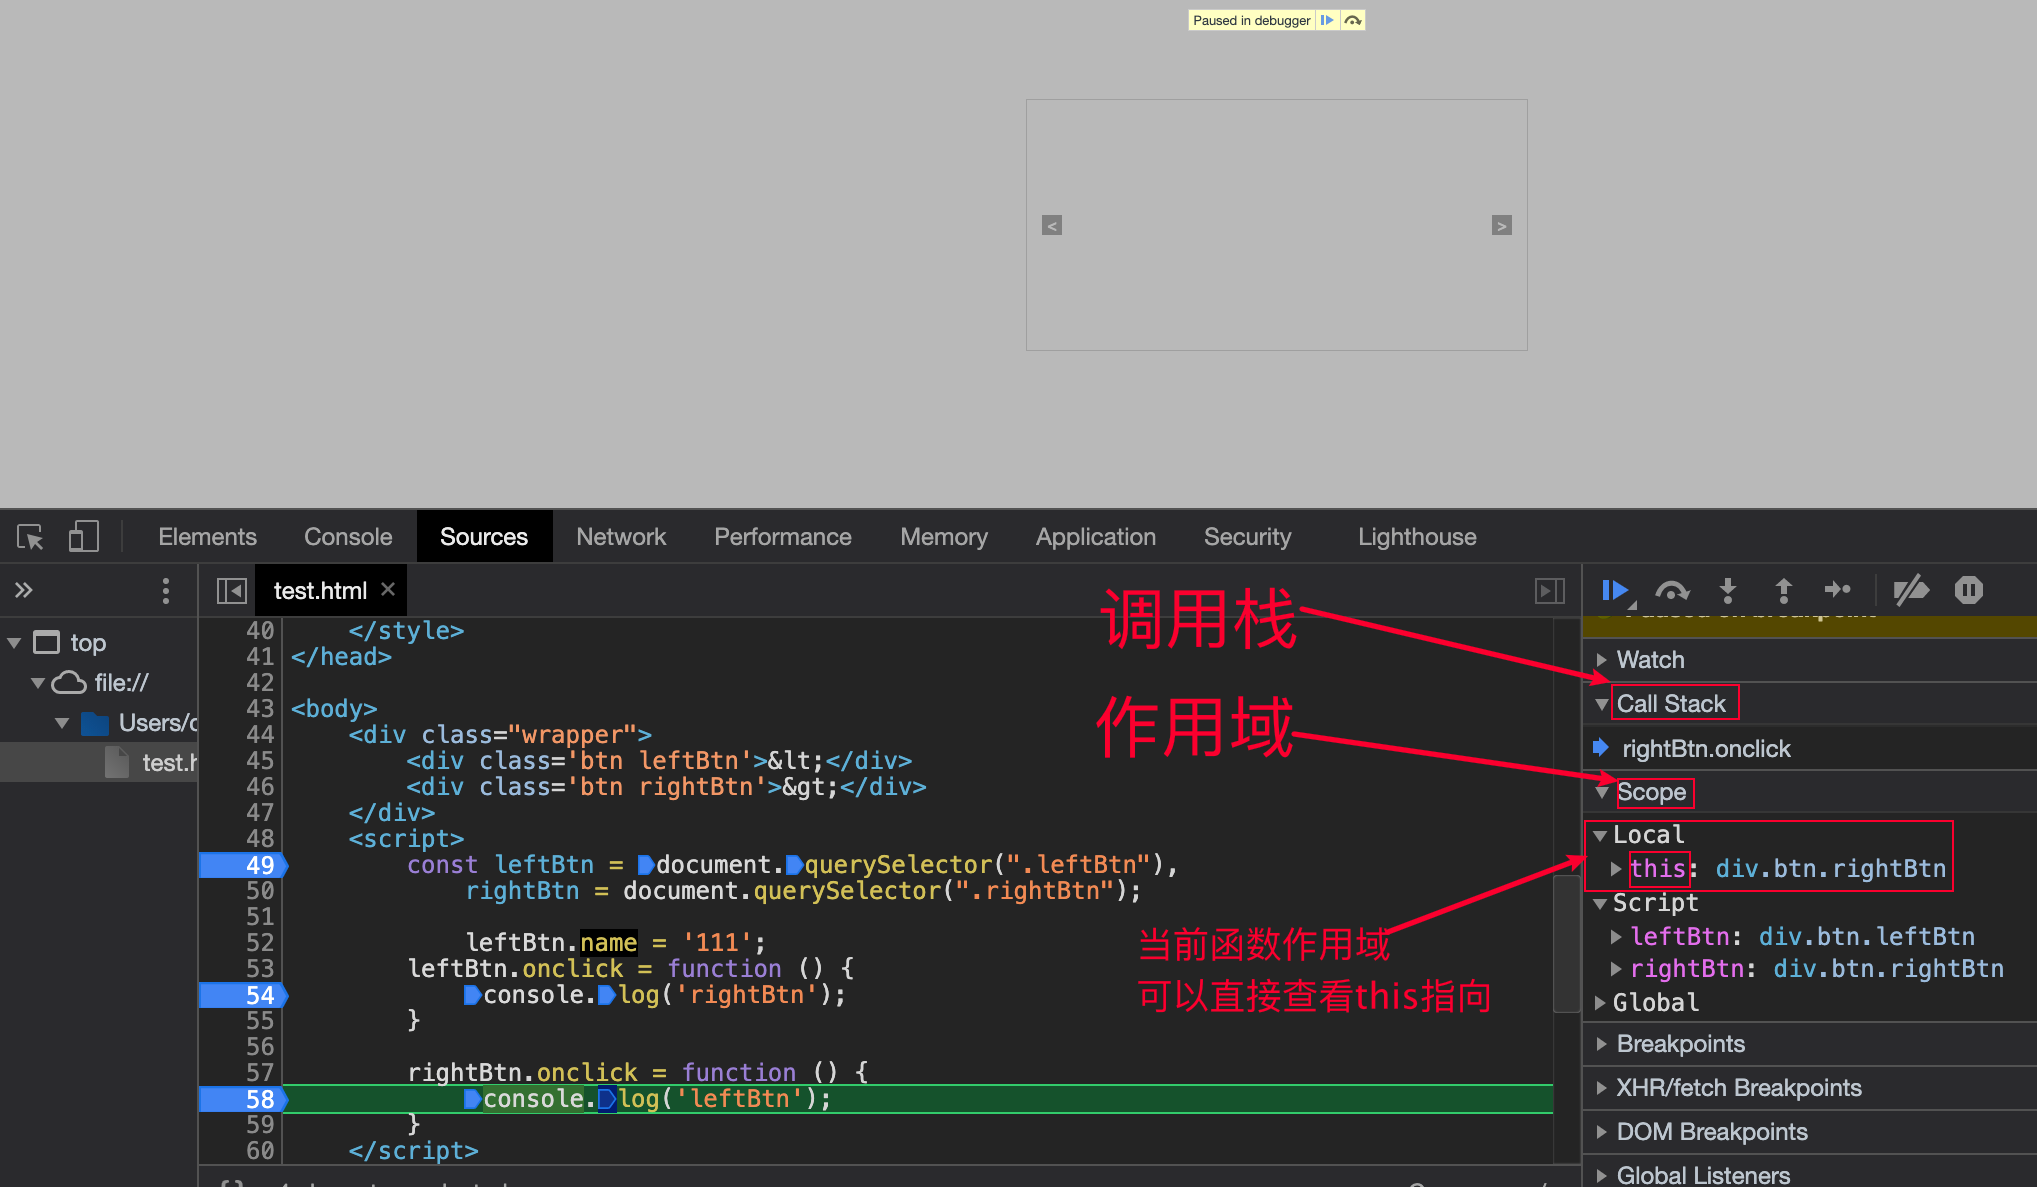 Paused in debugger
<
>
Elements Console Sources Network Performance Memory Application Security Lighthouse
test.html
top
file://
Users/
test.
40 </style>
41 </head>
42
43 <body>
44 <div class="wrapper">
45 <div class='btn leftBtn'>&lt;</div>
46 <div class='btn rightBtn'>&gt;</div>
47 </div>
48 <script>
49 const leftBtn = document.querySelector(".leftBtn"),
50 rightBtn = document.querySelector(".rightBtn");
51
52 leftBtn.name = '111';
53 leftBtn.onclick = function () {
54 console.log('rightBtn');
55 }
56
57 rightBtn.onclick = function () {
58 console.log('leftBtn');
59 }
60 </script>
调用栈
作用域
当前函数作用域
可以直接查看this指向
Paused on breakpoint
Watch
Call Stack
rightBtn.onclick
Scope
Local
this: div.btn.rightBtn
Script
leftBtn: div.btn.leftBtn
rightBtn: div.btn.rightBtn
Global
Breakpoints
XHR/fetch Breakpoints
DOM Breakpoints
Global Listeners